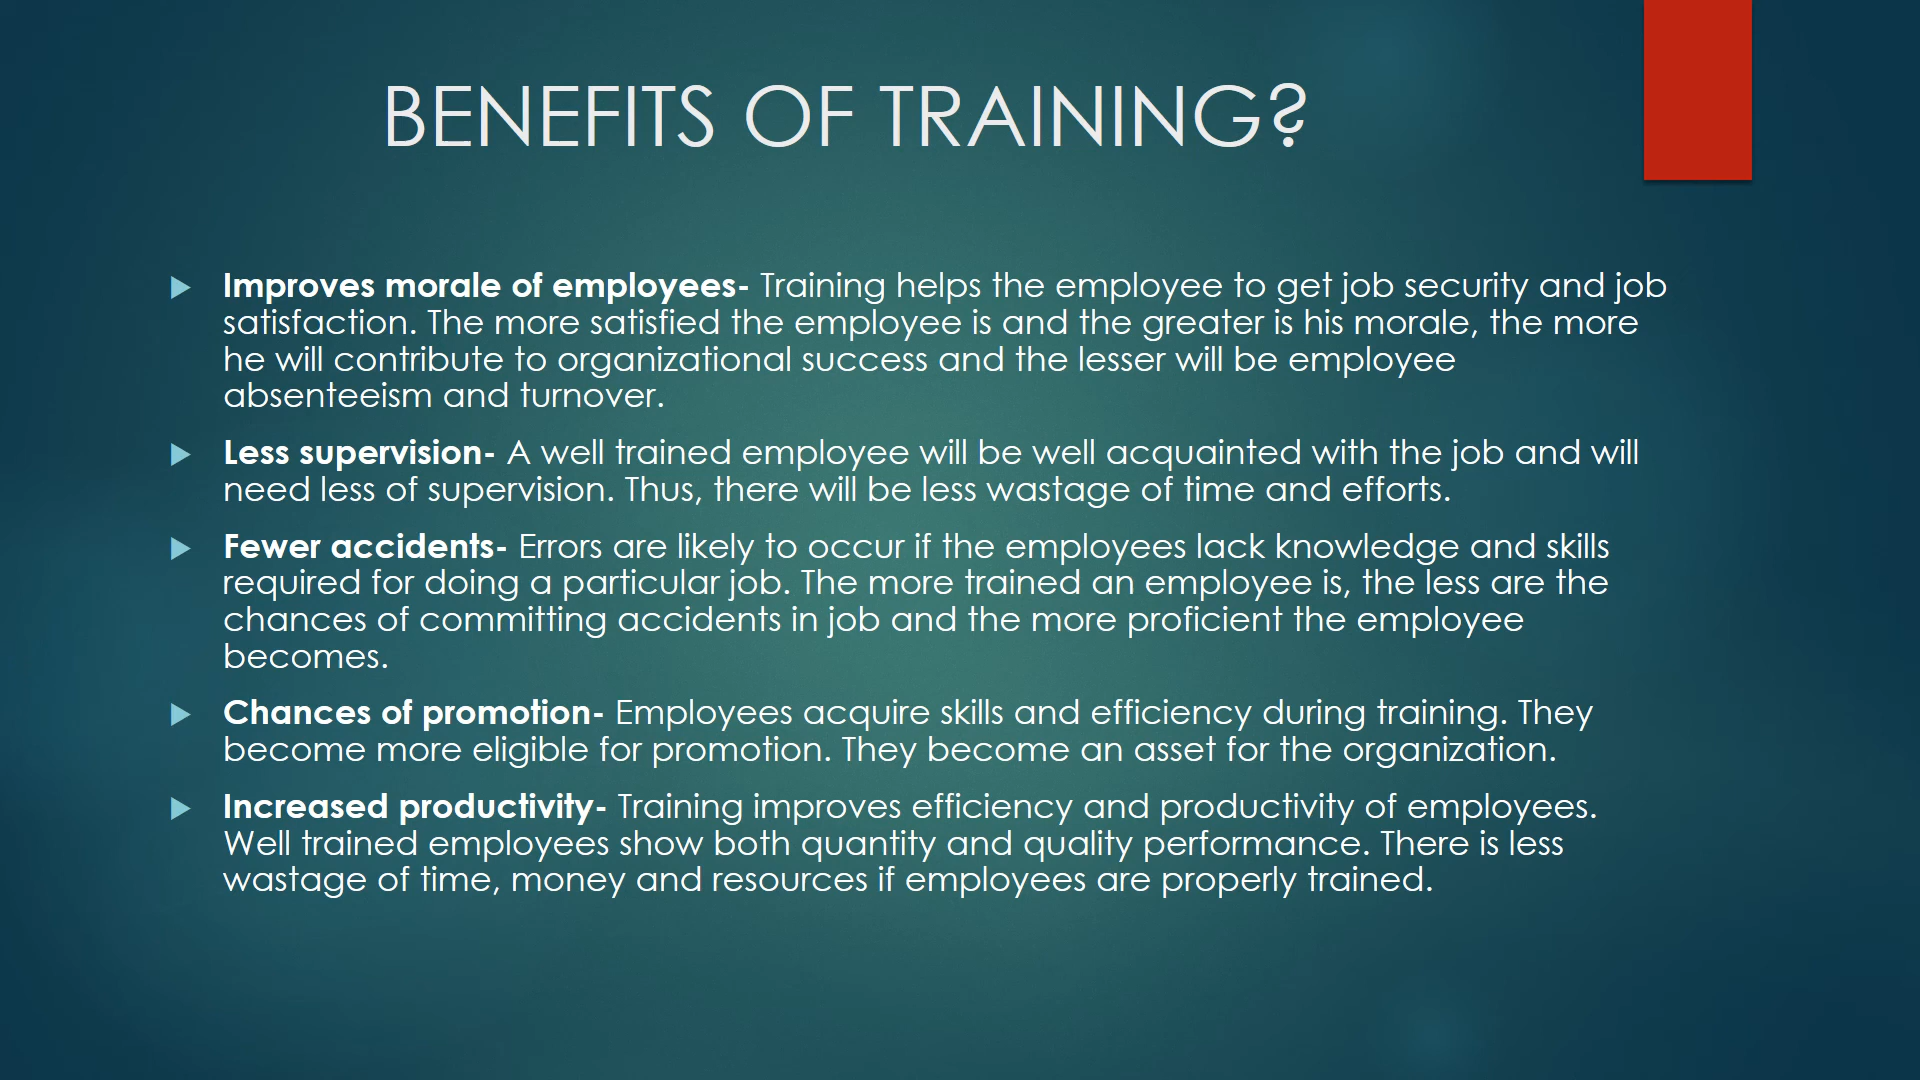 BENEFITS OF TRAINING?
Improves morale of employees- Training helps the employee to get job security and job
satisfaction. The more satisfied the employee is and the greater is his morale, the more
he will contribute to organizational success and the lesser will be employee
absenteeism and turnover.
Less supervision- A well trained employee will be well acquainted with the job and will
need less of supervision. Thus, there will be less wastage of time and efforts.
Fewer accidents- Errors are likely to occur if the employees lack knowledge and skills
required for doing a particular job. The more trained an employee is, the less are the
chances of committing accidents in job and the more proficient the employee
becomes.
Chances of promotion- Employees acquire skills and efficiency during training. They
become more eligible for promotion. They become an asset for the organization.
Increased productivity- Training improves efficiency and productivity of employees.
Well trained employees show both quantity and quality performance. There is less
wastage of time, money and resources if employees are properly trained.